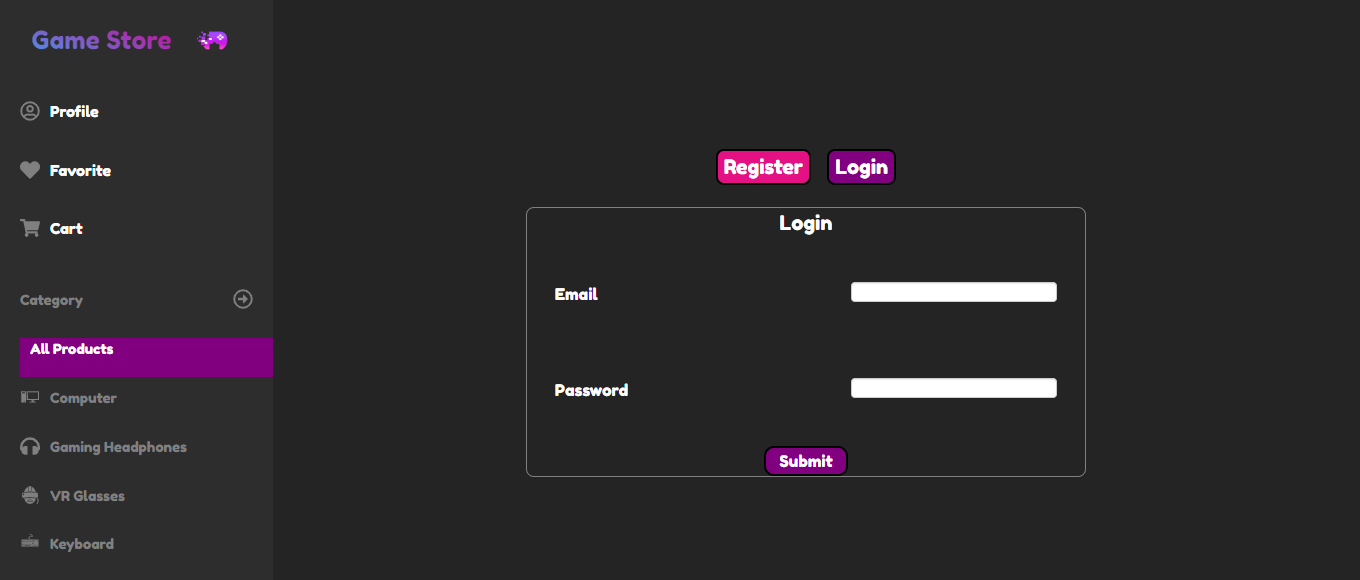 Game Store
Profile
Favorite
Cart
Category
All Products
Computer
Gaming Headphones
VR Glasses
Keyboard
Register Login
Login
Email
Password
Submit